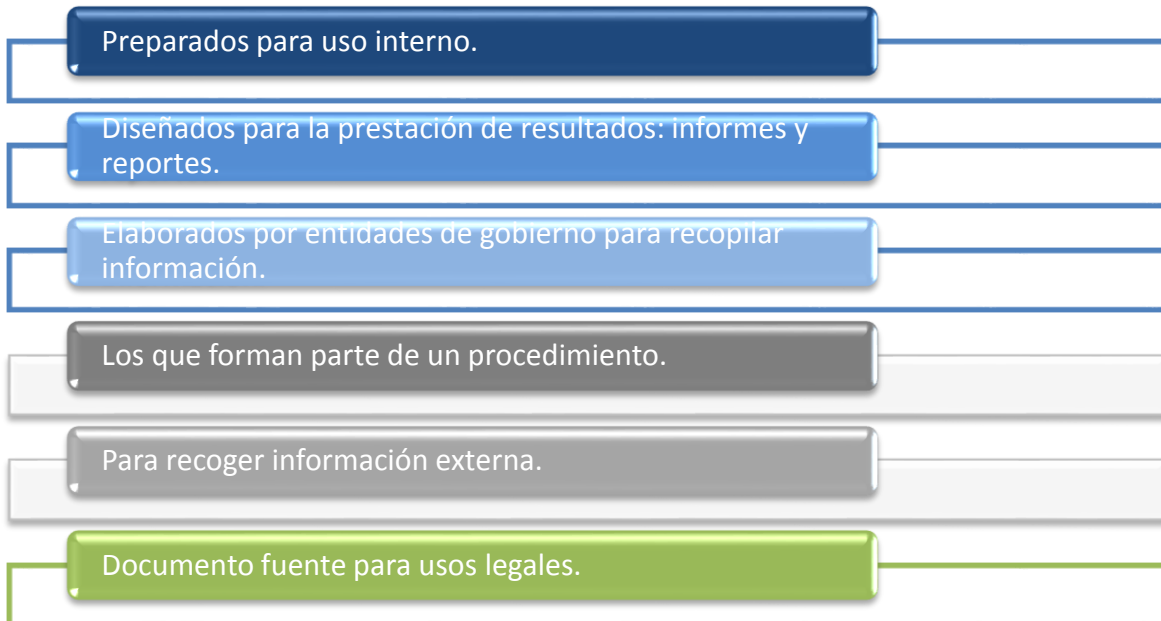 Preparados para uso interno.
Diseñados para la prestación de resultados: informes y
reportes.
Elaborados por entidades de gobierno para recopilar
información.
Los que forman parte de un procedimiento.
Para recoger información externa.
Documento fuente para usos legales.